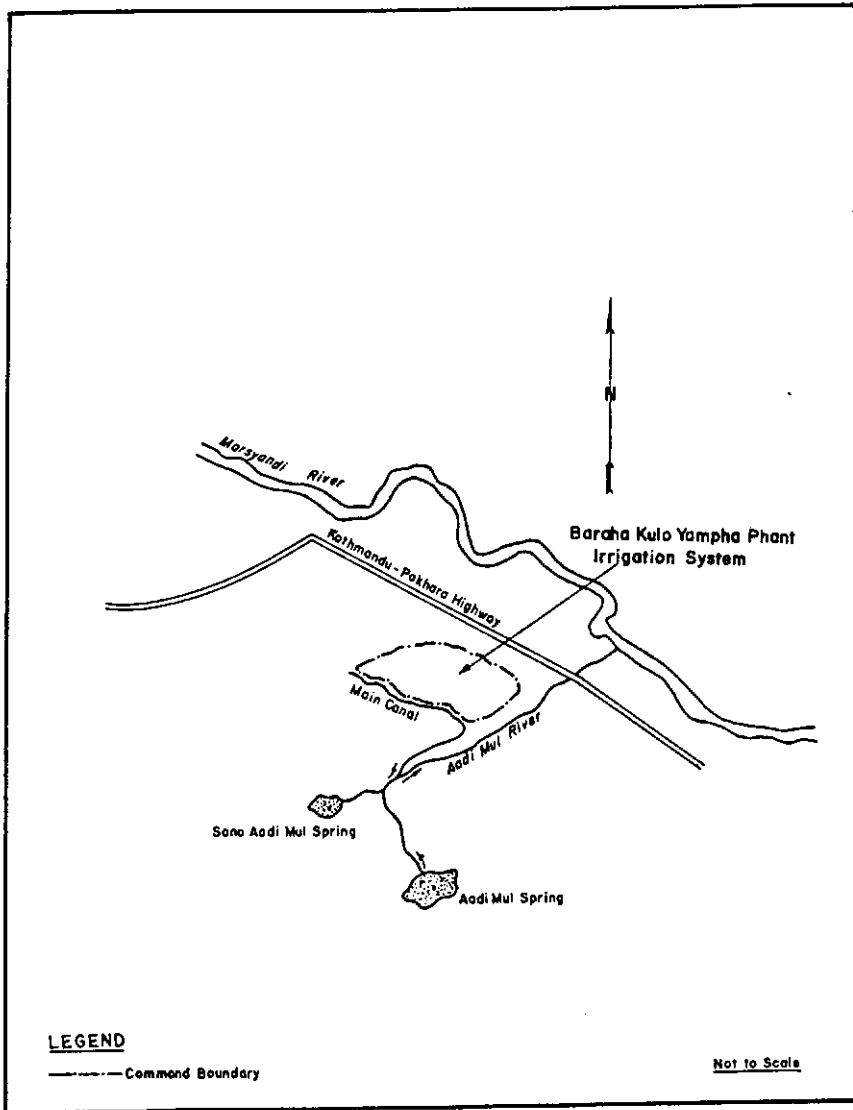 N
Marsyandi River
Baraha Kulo Yampha Phant
Irrigation System
Kathmandu - Pokhara Highway
Main Canal
Aadi Mul River
Sano Aadi Mul Spring
Aadi Mul Spring
LEGEND
Command Boundary
Not to Scale